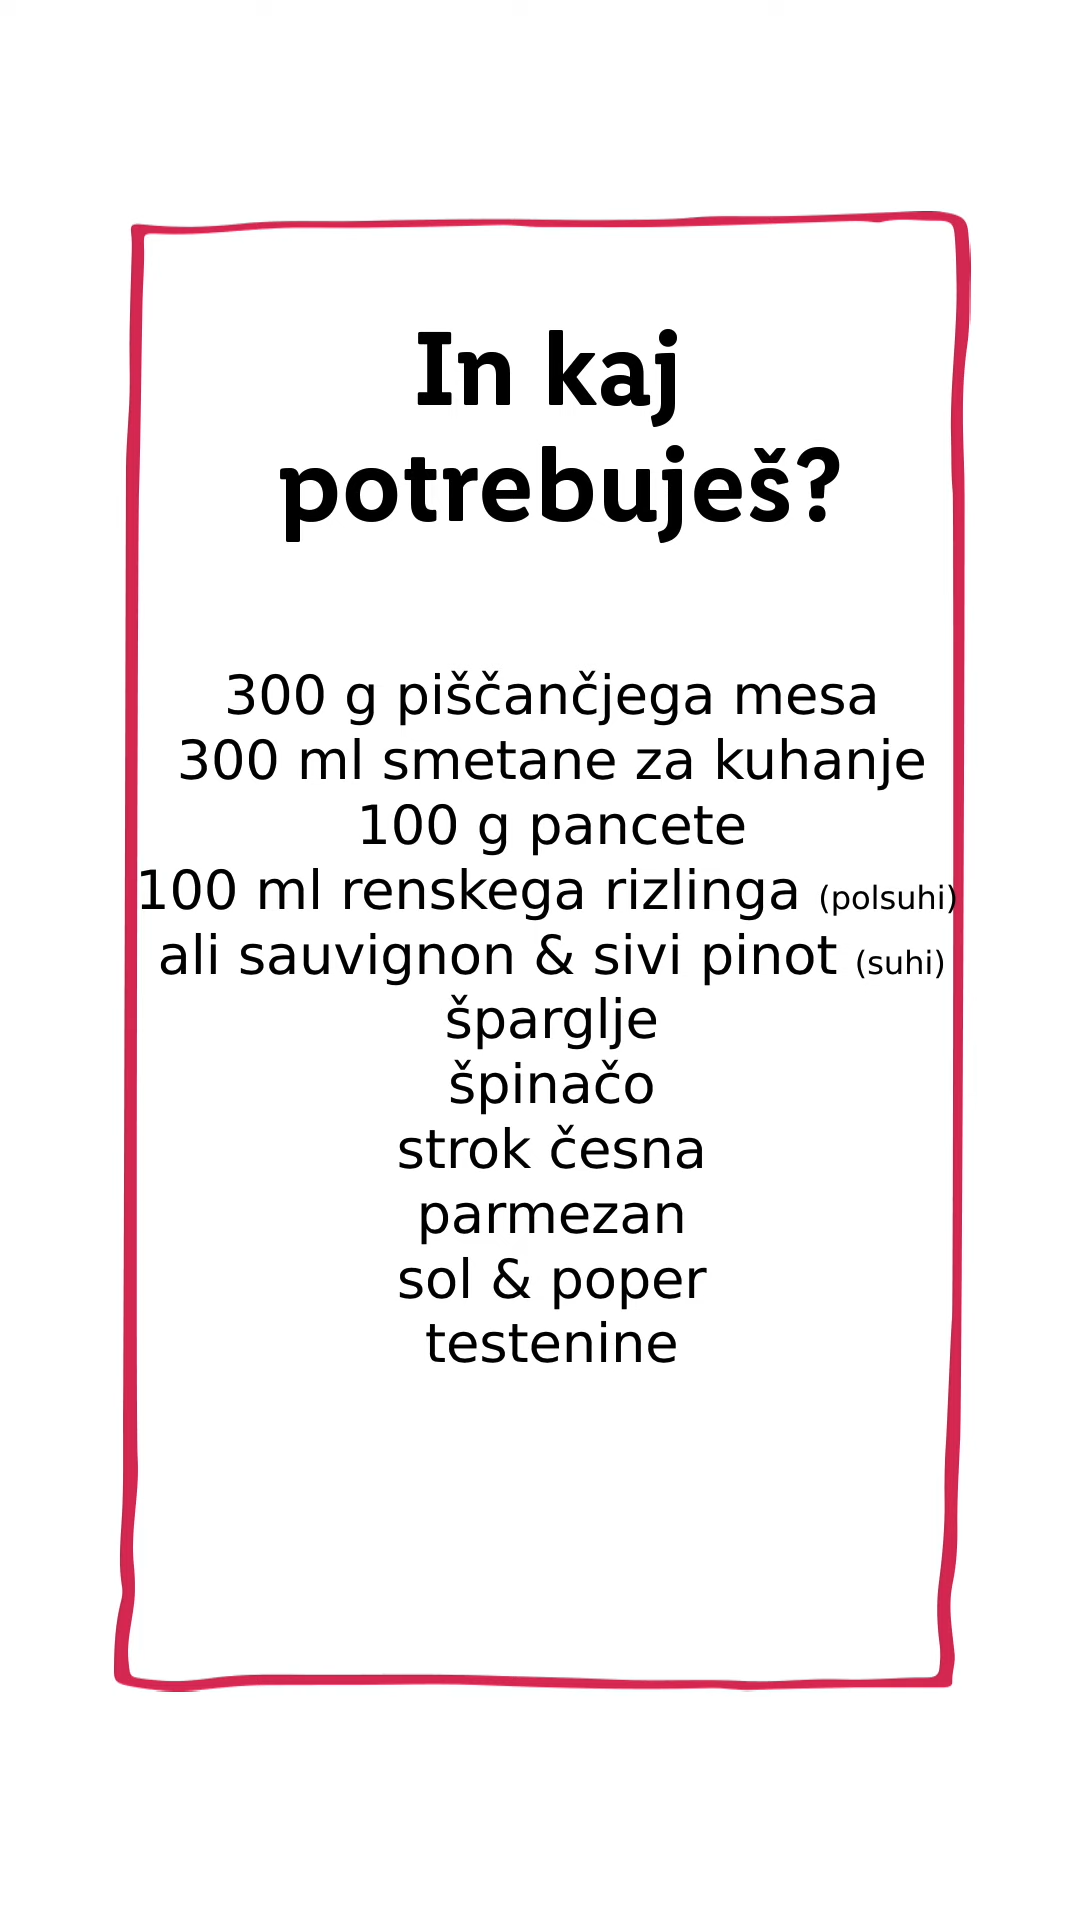 In kaj
potrebuješ?
300 g piščančjega mesa
300 ml smetane za kuhanje
100 g pancete
100 ml renskega rizlinga (polsuhi)
ali sauvignon & sivi pinot (suhi)
šparglje
špinačo
strok česna
parmezan
sol & poper
testenine